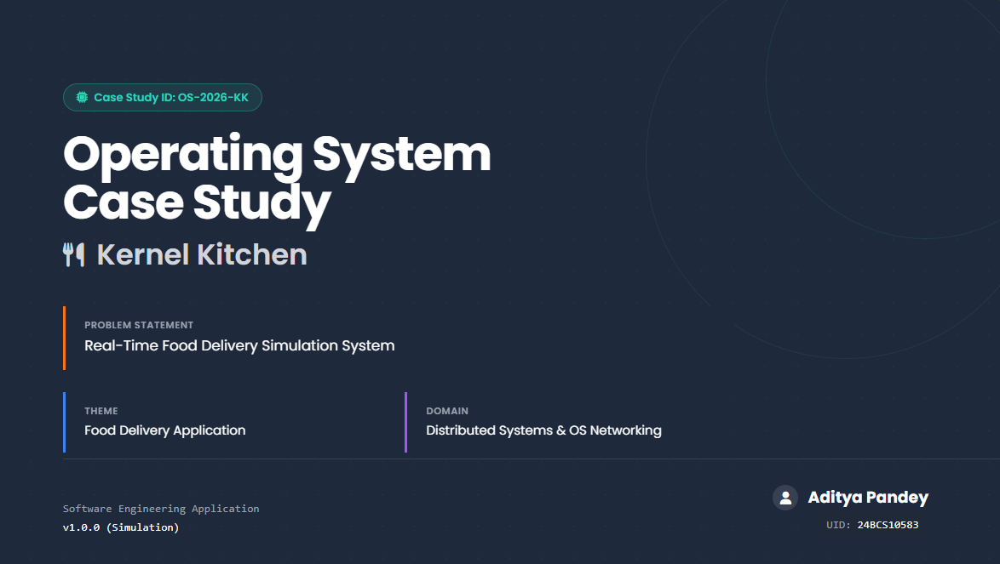 Case Study ID: OS-2026-KK
Operating System
Case Study
Kernel Kitchen
PROBLEM STATEMENT
Real-Time Food Delivery Simulation System
THEME
Food Delivery Application
DOMAIN
Distributed Systems & OS Networking
Software Engineering Application
v1.0.0 (Simulation)
Aditya Pandey
UID: 24BCS10583